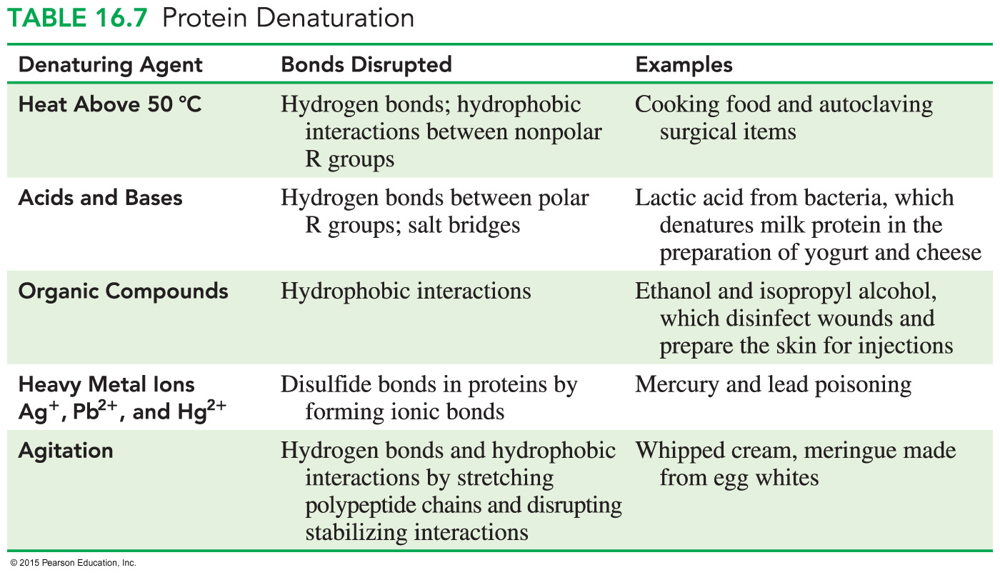 TABLE 16.7 Protein Denaturation
Denaturing Agent Bonds Disrupted Examples
Heat Above 50 °C Hydrogen bonds; hydrophobic Cooking food and autoclaving
interactions between nonpolar surgical items
R groups
Acids and Bases Hydrogen bonds between polar Lactic acid from bacteria, which
R groups; salt bridges denatures milk protein in the
preparation of yogurt and cheese
Organic Compounds Hydrophobic interactions Ethanol and isopropyl alcohol,
which disinfect wounds and
prepare the skin for injections
Heavy Metal Ions Disulfide bonds in proteins by Mercury and lead poisoning
Ag⁺, Pb²⁺, and Hg²⁺ forming ionic bonds
Agitation Hydrogen bonds and hydrophobic Whipped cream, meringue made
interactions by stretching from egg whites
polypeptide chains and disrupting
stabilizing interactions
© 2015 Pearson Education, Inc.